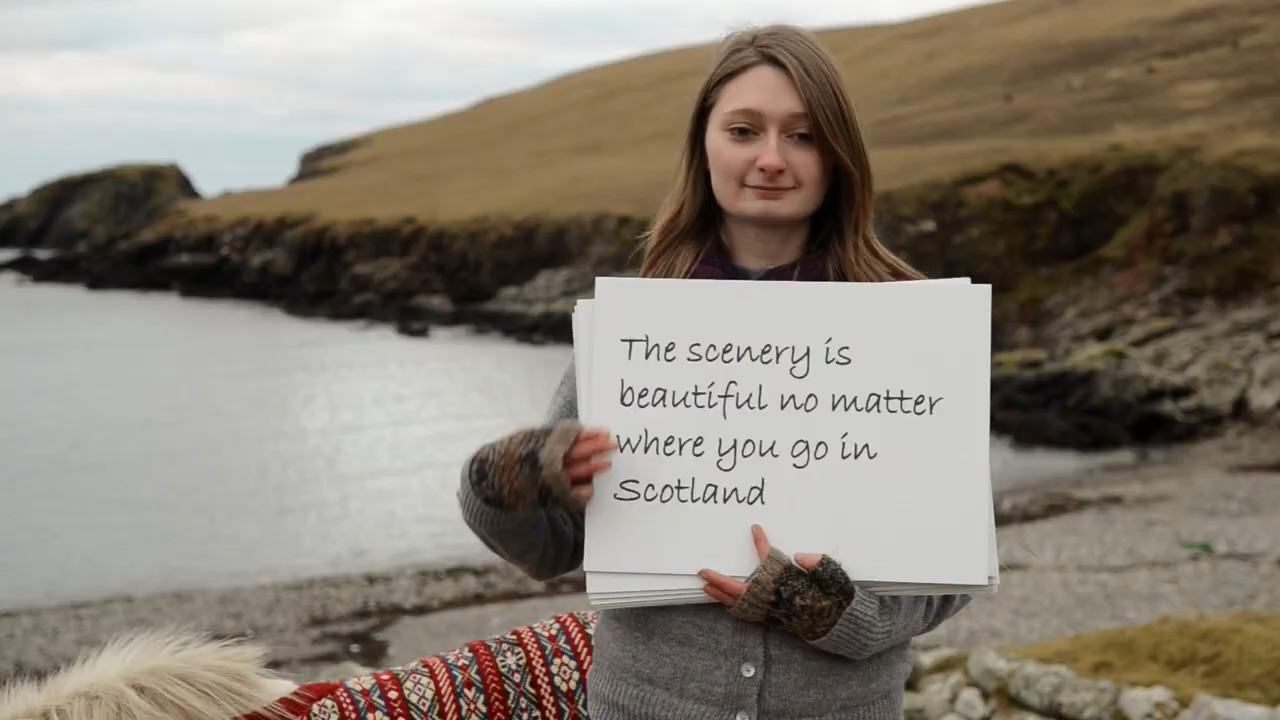 The scenery is
beautiful no matter
where you go in
Scotland